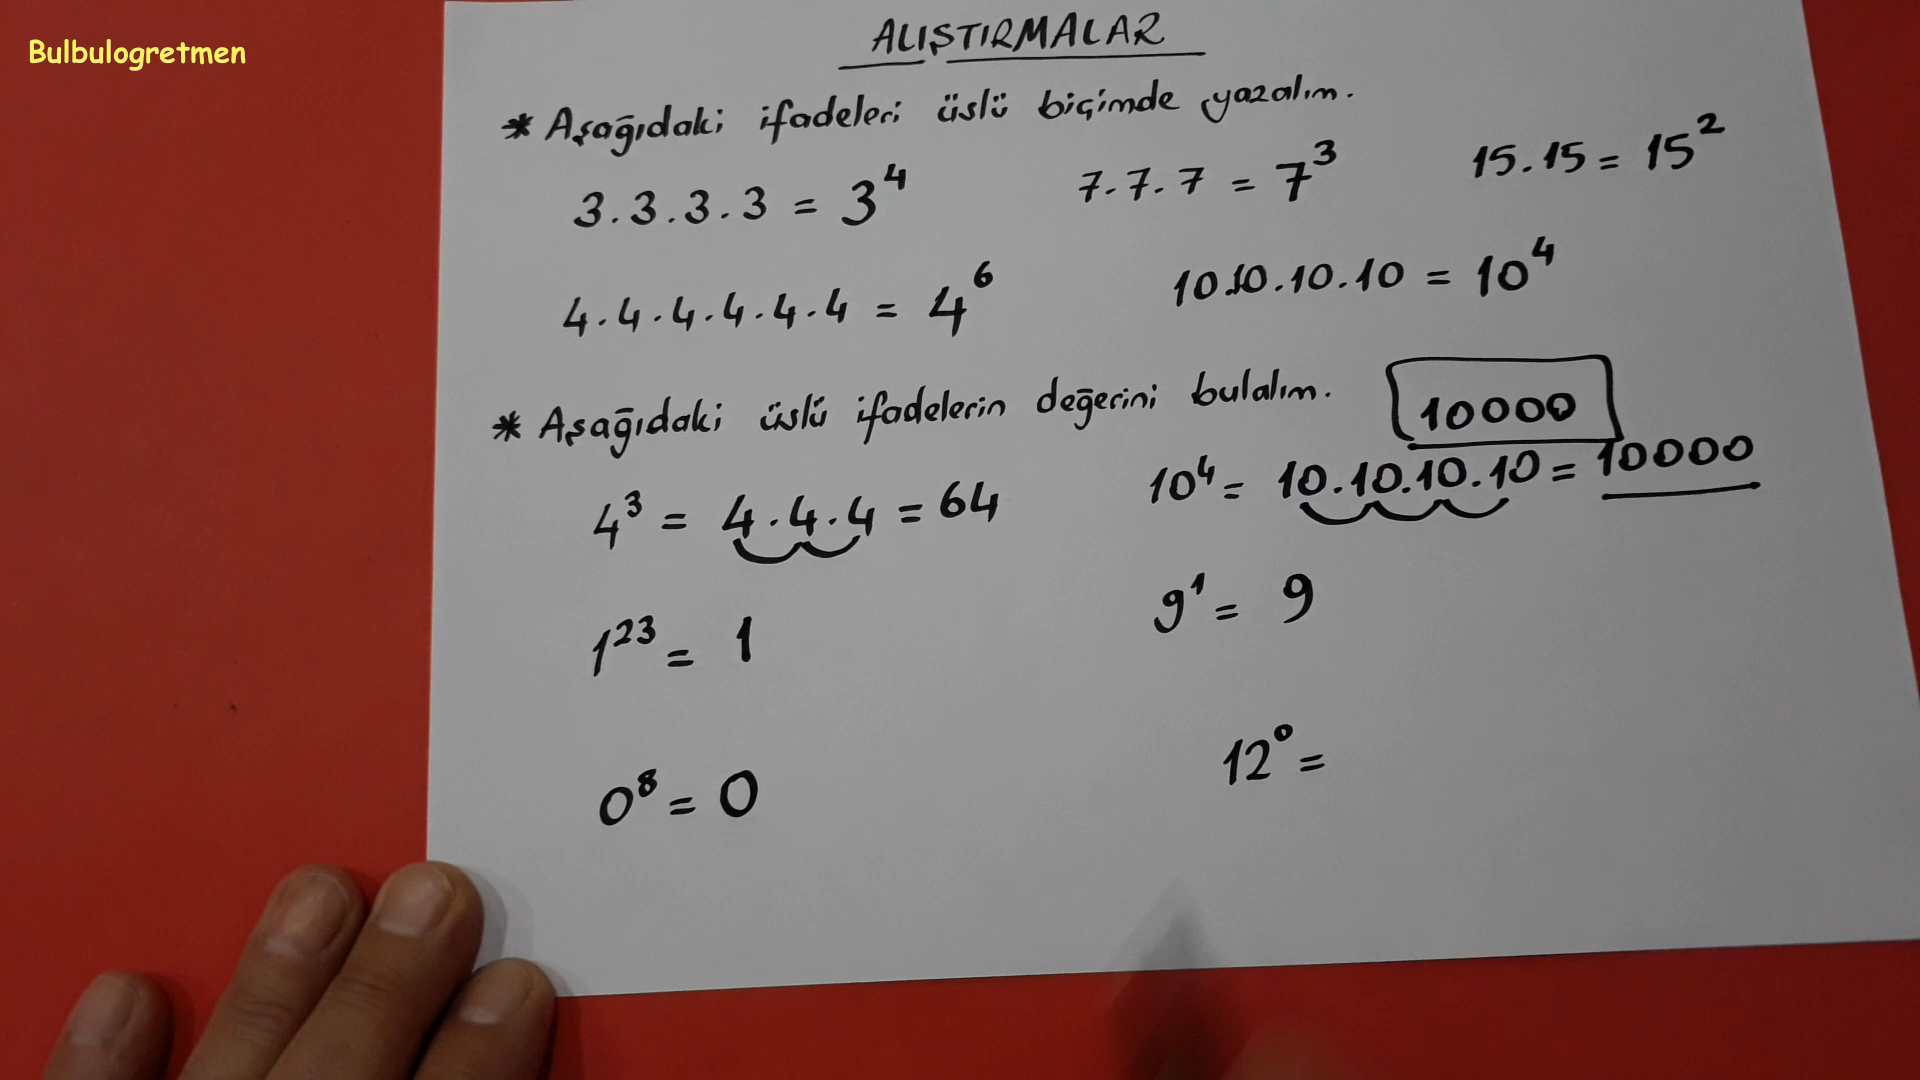 Bulbulogretmen
ALIŞTIRMALAR
* Aşağıdaki ifadeleri üslü biçimde yazalım.
3.3.3.3 = 3⁴ 7.7.7 = 7³ 15.15 = 15²
4.4.4.4.4.4 = 4⁶ 10.10.10.10 = 10⁴
* Aşağıdaki üslü ifadelerin değerini bulalım. 10000
4³ = 4.4.4 = 64 10⁴ = 10.10.10.10 = 10000
1²³ = 1 9¹ = 9
0⁸ = 0 12⁰ =